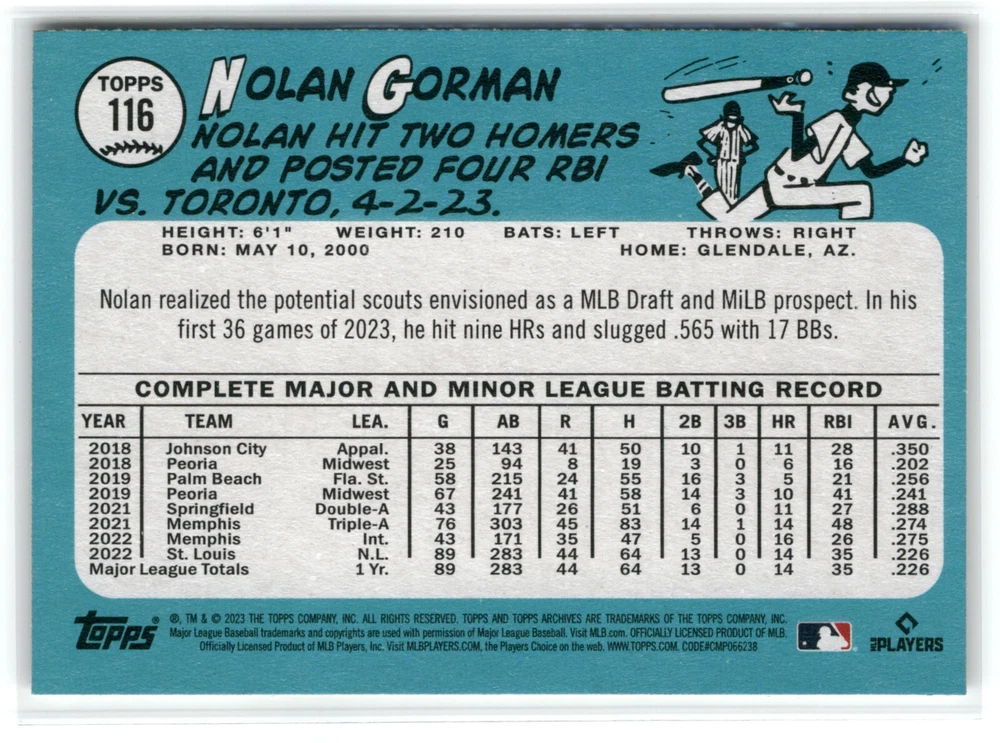 TOPPS
116
NOLAN GORMAN
NOLAN HIT TWO HOMERS
AND POSTED FOUR RBI
VS. TORONTO, 4-2-23.
HEIGHT: 6'1" WEIGHT: 210 BATS: LEFT THROWS: RIGHT
BORN: MAY 10, 2000 HOME: GLENDALE, AZ.
Nolan realized the potential scouts envisioned as a MLB Draft and MiLB prospect. In his
first 36 games of 2023, he hit nine HRs and slugged .565 with 17 BBs.
COMPLETE MAJOR AND MINOR LEAGUE BATTING RECORD
YEAR TEAM LEA. G AB R H 2B 3B HR RBI AVG.
2018 Johnson City Appal. 38 143 41 50 10 1 11 28 .350
2018 Peoria Midwest 25 94 8 19 3 0 6 16 .202
2019 Palm Beach Fla. St. 58 215 24 55 16 3 5 21 .256
2019 Peoria Midwest 67 241 41 58 14 3 10 41 .241
2021 Springfield Double-A 43 177 26 51 6 0 11 27 .288
2021 Memphis Triple-A 76 303 45 83 14 1 14 48 .274
2022 Memphis Int. 43 171 35 47 5 0 16 26 .275
2022 St. Louis N.L. 89 283 44 64 13 0 14 35 .226
Major League Totals 1 Yr. 89 283 44 64 13 0 14 35 .226
topps®
®, TM & © 2023 THE TOPPS COMPANY, INC. ALL RIGHTS RESERVED. TOPPS AND TOPPS ARCHIVES ARE TRADEMARKS OF THE TOPPS COMPANY, INC.
Major League Baseball trademarks and copyrights are used with permission of Major League Baseball. Visit MLB.com. OFFICIALLY LICENSED PRODUCT OF MLB.
Officially Licensed Product of MLB Players, Inc. Visit MLBPLAYERS.COM, the Players Choice on the web. WWW.TOPPS.COM. CODE#CMP066238
MLB PLAYERS